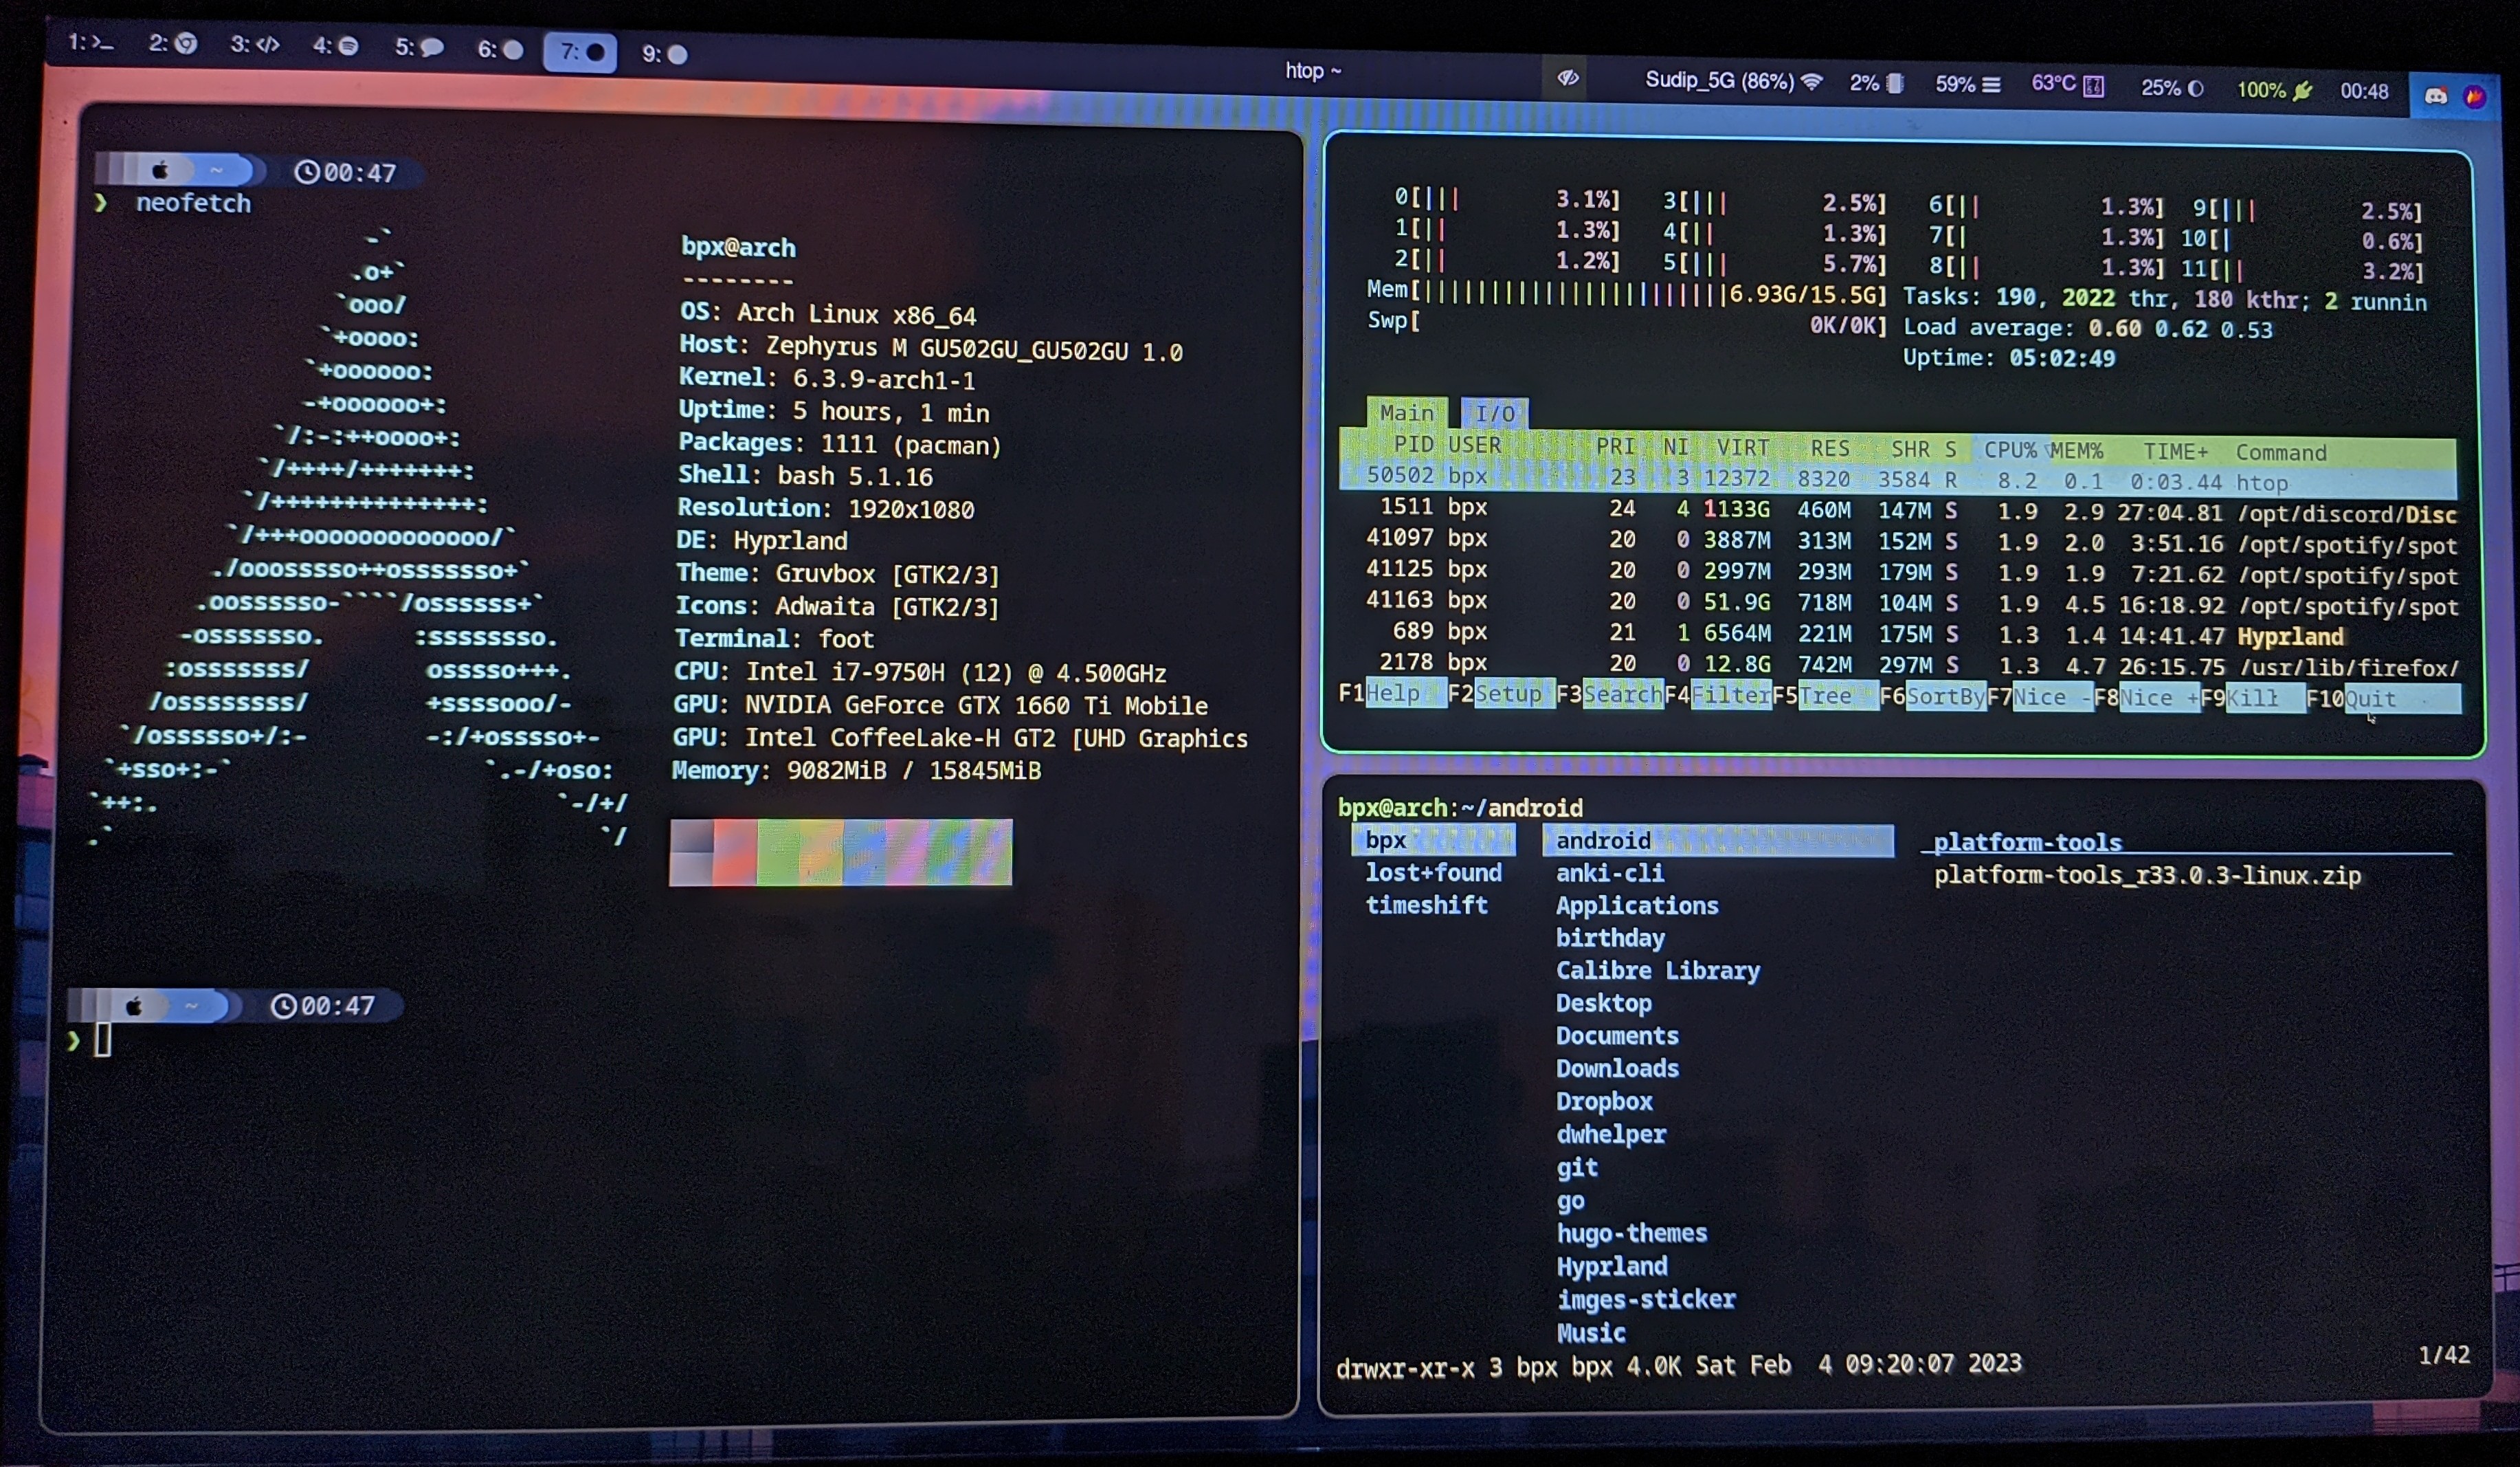 1: 2: 3: 4: 5: 6: 7: 9:
htop ~
Sudip_5G (86%) 2% 59% 63°C 25% 100% 00:48
~ 00:47
❯ neofetch
-`
.o+`
`ooo/
`+oooo:
`+oooooo:
-+oooooo+:
`/:-:++oooo+:
`/++++/+++++++:
`/++++++++++++++:
`/+++ooooooooooooo/`
./ooosssso++osssssso+`
.oossssso-````/ossssss+`
-osssssso. :ssssssso.
:osssssss/ osssso+++.
/ossssssss/ +ssssooo/-
`/ossssso+/:- -:/+osssso+-
`+sso+:-` `.-/+oso:
`++:. `-/+/
.` `/
bpx@arch
--------
OS: Arch Linux x86_64
Host: Zephyrus M GU502GU_GU502GU 1.0
Kernel: 6.3.9-arch1-1
Uptime: 5 hours, 1 min
Packages: 1111 (pacman)
Shell: bash 5.1.16
Resolution: 1920x1080
DE: Hyprland
Theme: Gruvbox [GTK2/3]
Icons: Adwaita [GTK2/3]
Terminal: foot
CPU: Intel i7-9750H (12) @ 4.500GHz
GPU: NVIDIA GeForce GTX 1660 Ti Mobile
GPU: Intel CoffeeLake-H GT2 [UHD Graphics
Memory: 9082MiB / 15845MiB
~ 00:47
❯
0[||| 3.1%] 3[||| 2.5%] 6[|| 1.3%] 9[||| 2.5%]
1[|| 1.3%] 4[|| 1.3%] 7[| 1.3%] 10[| 0.6%]
2[|| 1.2%] 5[||| 5.7%] 8[|| 1.3%] 11[|| 3.2%]
Mem[|||||||||||||||||||||||6.93G/15.5G] Tasks: 190, 2022 thr, 180 kthr; 2 runnin
Swp[ 0K/0K] Load average: 0.60 0.62 0.53
Uptime: 05:02:49
Main I/O
PID USER PRI NI VIRT RES SHR S CPU%▽MEM% TIME+ Command
50502 bpx 23 3 12372 8320 3584 R 8.2 0.1 0:03.44 htop
1511 bpx 24 4 1133G 460M 147M S 1.9 2.9 27:04.81 /opt/discord/Disc
41097 bpx 20 0 3887M 313M 152M S 1.9 2.0 3:51.16 /opt/spotify/spot
41125 bpx 20 0 2997M 293M 179M S 1.9 1.9 7:21.62 /opt/spotify/spot
41163 bpx 20 0 51.9G 718M 104M S 1.9 4.5 16:18.92 /opt/spotify/spot
689 bpx 21 1 6564M 221M 175M S 1.3 1.4 14:41.47 Hyprland
2178 bpx 20 0 12.8G 742M 297M S 1.3 4.7 26:15.75 /usr/lib/firefox/
F1Help F2Setup F3SearchF4FilterF5Tree F6SortByF7Nice -F8Nice +F9Kill F10Quit
bpx@arch:~/android
bpx android platform-tools
lost+found anki-cli platform-tools_r33.0.3-linux.zip
timeshift Applications
birthday
Calibre Library
Desktop
Documents
Downloads
Dropbox
dwhelper
git
go
hugo-themes
Hyprland
imges-sticker
Music
drwxr-xr-x 3 bpx bpx 4.0K Sat Feb  4 09:20:07 2023 1/42